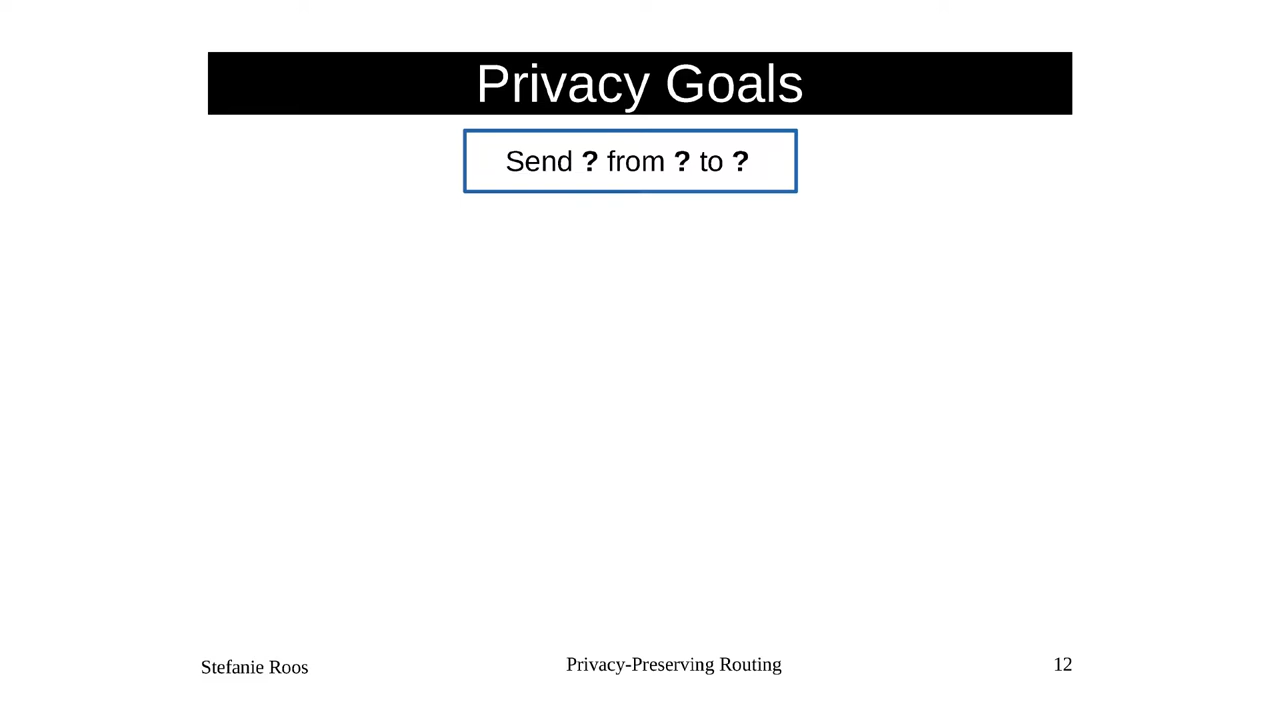 Privacy Goals
Send ? from ? to ?
Stefanie Roos
Privacy-Preserving Routing
12